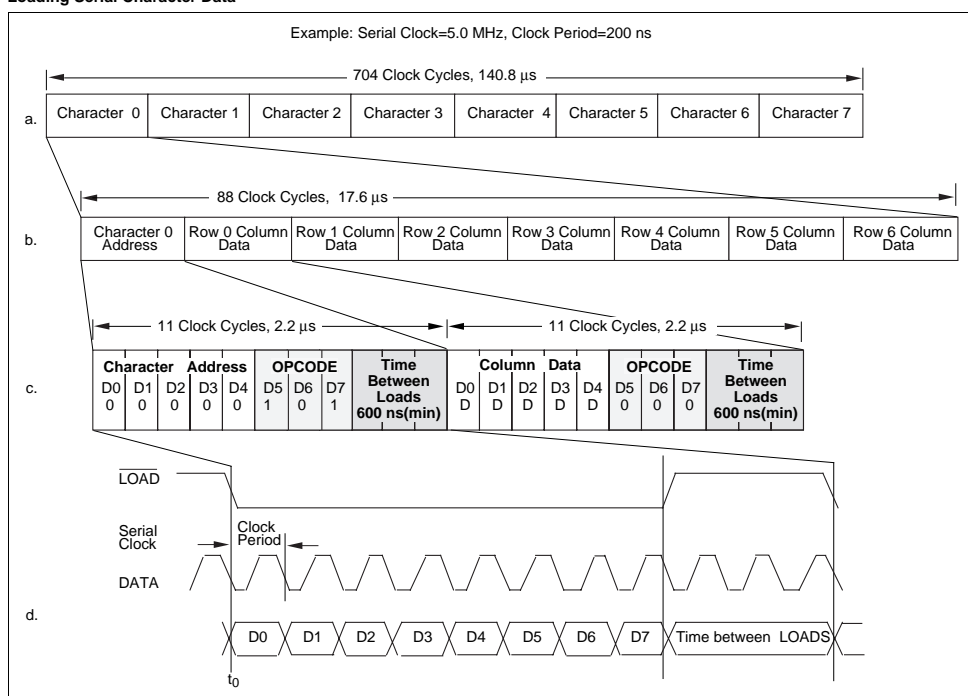 Loading Serial Character Data
Example: Serial Clock=5.0 MHz, Clock Period=200 ns
704 Clock Cycles, 140.8 µs
a.
Character 0
Character 1
Character 2
Character 3
Character 4
Character 5
Character 6
Character 7
88 Clock Cycles, 17.6 µs
b.
Character 0
Address
Row 0 Column
Data
Row 1 Column
Data
Row 2 Column
Data
Row 3 Column
Data
Row 4 Column
Data
Row 5 Column
Data
Row 6 Column
Data
11 Clock Cycles, 2.2 µs
11 Clock Cycles, 2.2 µs
c.
Character Address
D0 D1 D2 D3 D4
0 0 0 0 0
OPCODE
D5 D6 D7
1 0 1
Time
Between
Loads
600 ns(min)
Column Data
D0 D1 D2 D3 D4
D D D D D
OPCODE
D5 D6 D7
0 0 0
Time
Between
Loads
600 ns(min)
LOAD
Serial
Clock
Clock
Period
DATA
d.
D0 D1 D2 D3 D4 D5 D6 D7 Time between LOADS
t0